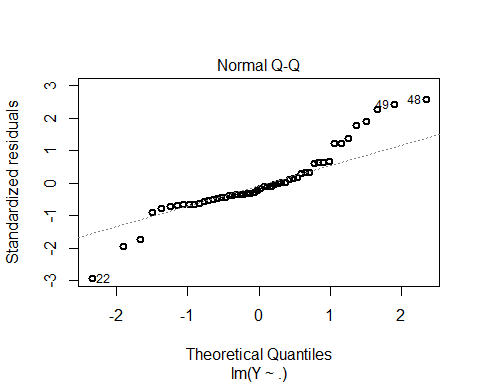 Normal Q-Q
Standardized residuals
3
2
1
0
-1
-2
-3
49
48
22
-2 -1 0 1 2
Theoretical Quantiles
lm(Y ~ .)